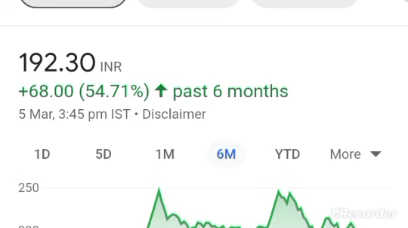 192.30 INR
+68.00 (54.71%) ↑ past 6 months
5 Mar, 3:45 pm IST • Disclaimer
1D 5D 1M 6M YTD More
250
XRecorder